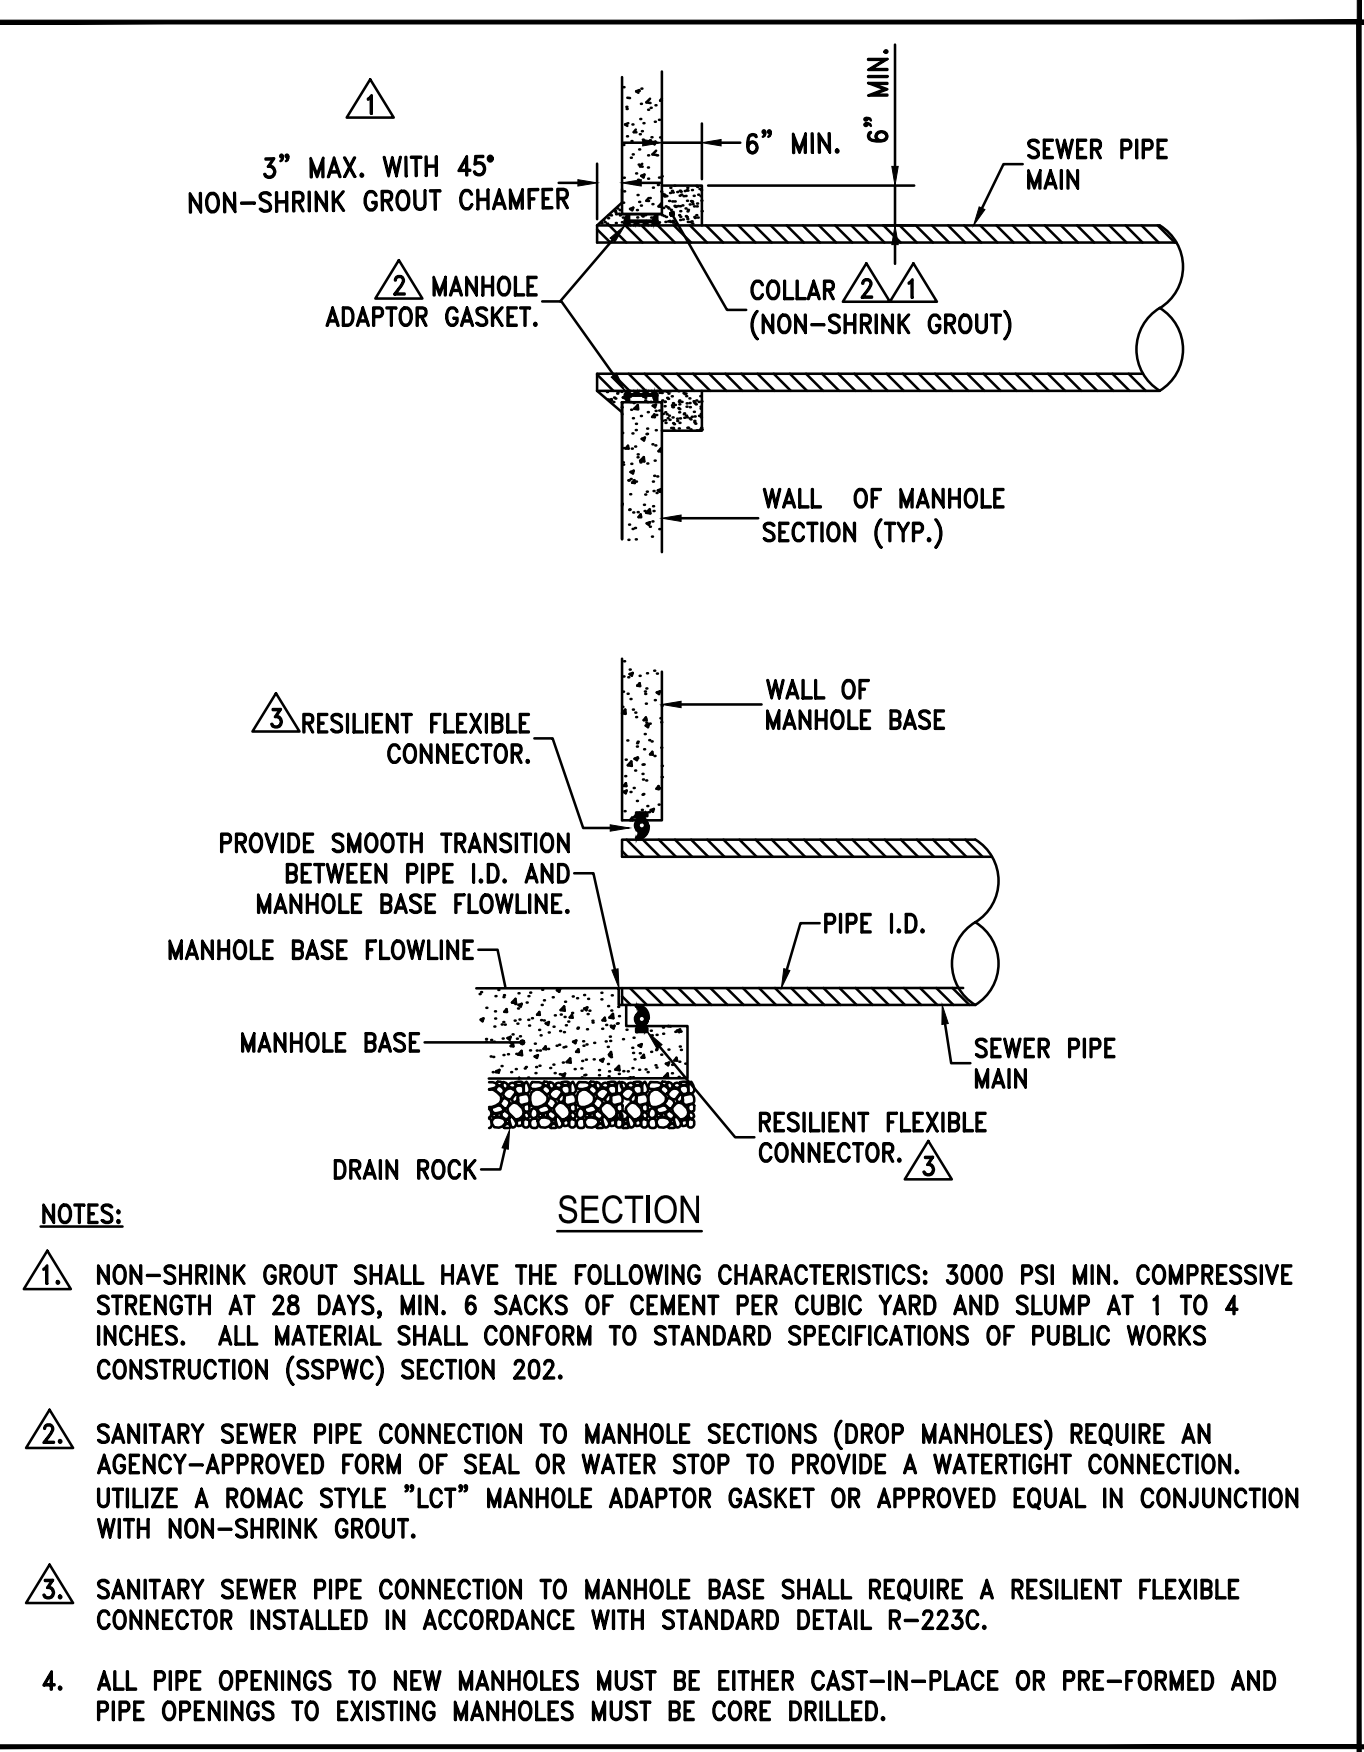 1
3" MAX. WITH 45°
NON-SHRINK GROUT CHAMFER
6" MIN.
6" MIN.
SEWER PIPE
MAIN
2 MANHOLE
ADAPTOR GASKET.
COLLAR 2 1
(NON-SHRINK GROUT)
WALL OF MANHOLE
SECTION (TYP.)
3 RESILIENT FLEXIBLE
CONNECTOR.
WALL OF
MANHOLE BASE
PROVIDE SMOOTH TRANSITION
BETWEEN PIPE I.D. AND
MANHOLE BASE FLOWLINE.
PIPE I.D.
MANHOLE BASE FLOWLINE
MANHOLE BASE
SEWER PIPE
MAIN
RESILIENT FLEXIBLE
CONNECTOR. 3
DRAIN ROCK
SECTION
NOTES:
1. NON-SHRINK GROUT SHALL HAVE THE FOLLOWING CHARACTERISTICS: 3000 PSI MIN. COMPRESSIVE
STRENGTH AT 28 DAYS, MIN. 6 SACKS OF CEMENT PER CUBIC YARD AND SLUMP AT 1 TO 4
INCHES. ALL MATERIAL SHALL CONFORM TO STANDARD SPECIFICATIONS OF PUBLIC WORKS
CONSTRUCTION (SSPWC) SECTION 202.
2. SANITARY SEWER PIPE CONNECTION TO MANHOLE SECTIONS (DROP MANHOLES) REQUIRE AN
AGENCY-APPROVED FORM OF SEAL OR WATER STOP TO PROVIDE A WATERTIGHT CONNECTION.
UTILIZE A ROMAC STYLE "LCT" MANHOLE ADAPTOR GASKET OR APPROVED EQUAL IN CONJUNCTION
WITH NON-SHRINK GROUT.
3. SANITARY SEWER PIPE CONNECTION TO MANHOLE BASE SHALL REQUIRE A RESILIENT FLEXIBLE
CONNECTOR INSTALLED IN ACCORDANCE WITH STANDARD DETAIL R-223C.
4. ALL PIPE OPENINGS TO NEW MANHOLES MUST BE EITHER CAST-IN-PLACE OR PRE-FORMED AND
PIPE OPENINGS TO EXISTING MANHOLES MUST BE CORE DRILLED.